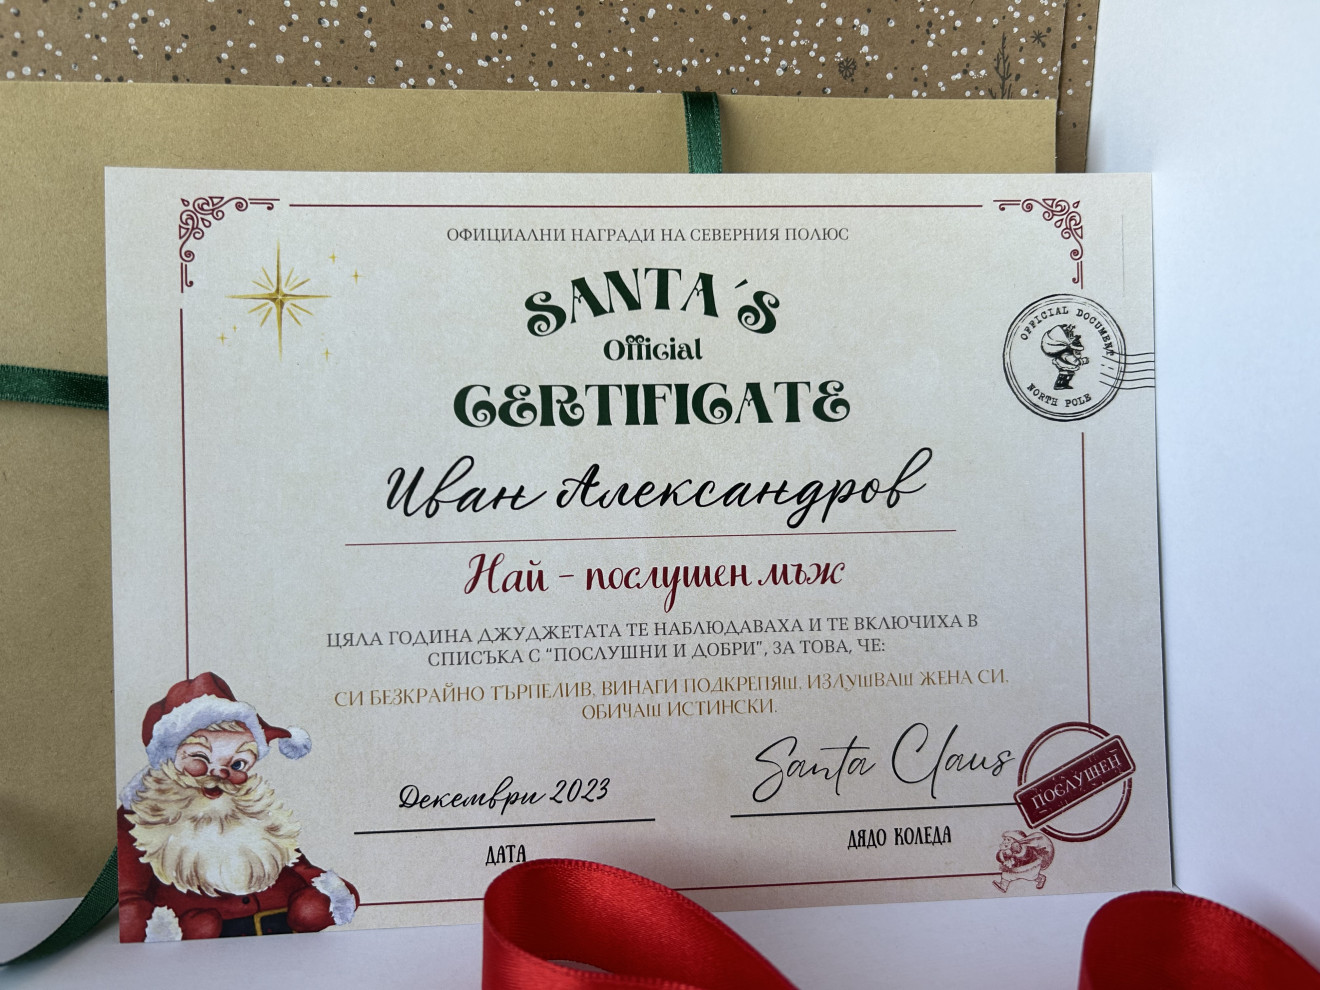 ОФИЦИАЛНИ НАГРАДИ НА СЕВЕРНИЯ ПОЛЮС
SANTA´S
Official
CERTIFICATE
OFFICIAL DOCUMENT
NORTH POLE
Иван Александров
Най - послушен мъж
ЦЯЛА ГОДИНА ДЖУДЖЕТАТА ТЕ НАБЛЮДАВАХА И ТЕ ВКЛЮЧИХА В
СПИСЪКА С “ПОСЛУШНИ И ДОБРИ”, ЗА ТОВА, ЧЕ:
СИ БЕЗКРАЙНО ТЪРПЕЛИВ, ВИНАГИ ПОДКРЕПЯШ, ИЗЛУШВАШ ЖЕНА СИ,
ОБИЧАШ ИСТИНСКИ.
Декември 2023
ДАТА
Santa Claus
ДЯДО КОЛЕДА
ПОСЛУШЕН